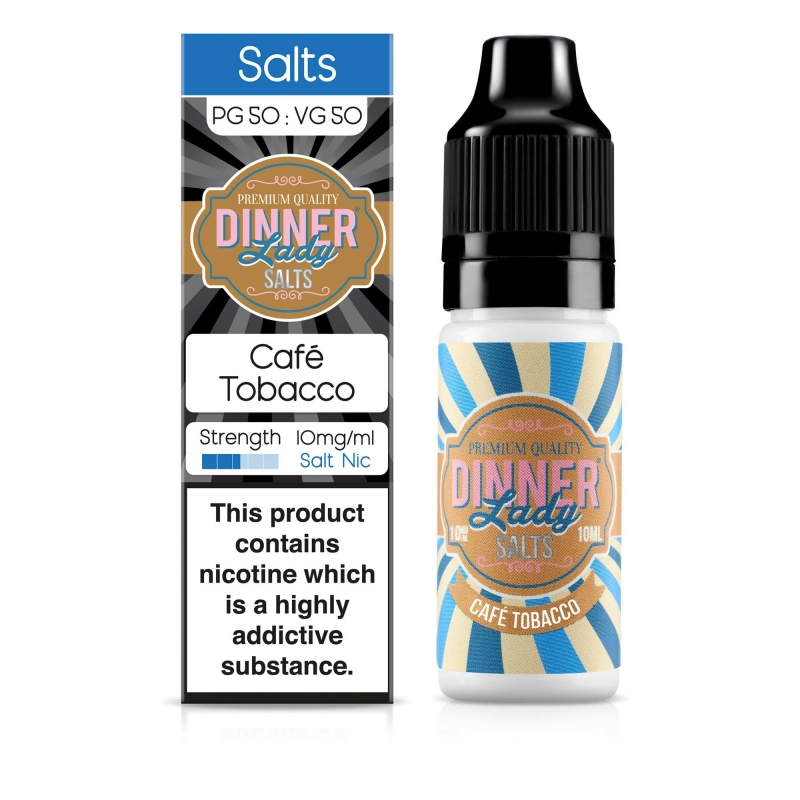 Salts
PG 50 : VG 50
PREMIUM QUALITY
DINNER®
Lady
SALTS
Café
Tobacco
Strength 10mg/ml
Salt Nic
This product
contains
nicotine which
is a highly
addictive
substance.
PREMIUM QUALITY
DINNER®
Lady
10MG 10ML
SALTS
CAFÉ TOBACCO